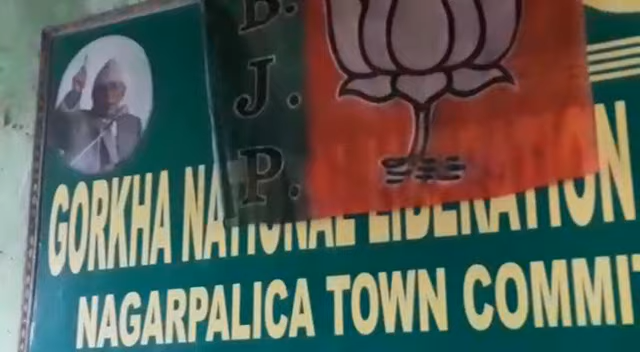 B.
J.
P.
GORKHA NATIONAL LIBERATION
NAGARPALICA TOWN COMMI